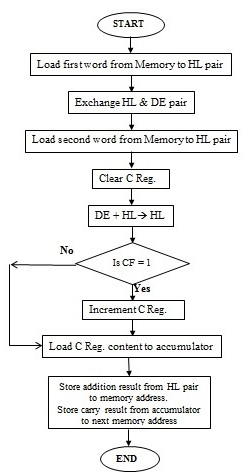 START
Load first word from Memory to HL pair
Exchange HL & DE pair
Load second word from Memory to HL pair
Clear C Reg.
DE + HL → HL
No
Is CF = 1
Yes
Increment C Reg.
Load C Reg. content to accumulator
Store addition result from HL pair
to memory address.
Store carry result from accumulator
to next memory address
END